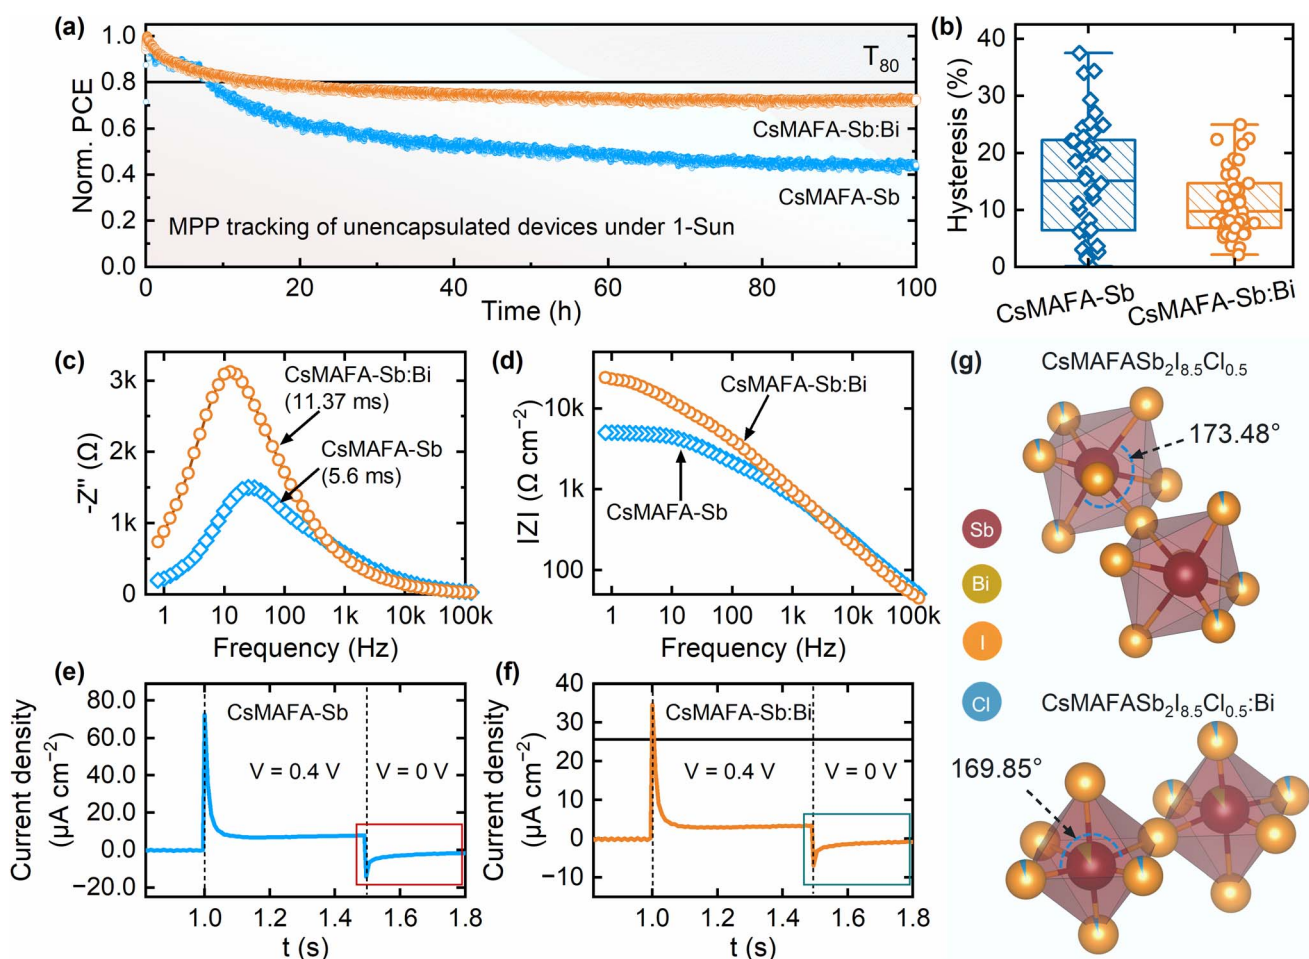 (a)
1.0
0.8
0.6
0.4
0.2
0.0
Norm. PCE
T80
CsMAFA-Sb:Bi
CsMAFA-Sb
MPP tracking of unencapsulated devices under 1-Sun
0 20 40 60 80 100
Time (h)
(b)
40
30
20
10
0
Hysteresis (%)
CsMAFA-Sb
CsMAFA-Sb:Bi
(c)
3k
2k
1k
0
-Z" (Ω)
CsMAFA-Sb:Bi
(11.37 ms)
CsMAFA-Sb
(5.6 ms)
1 10 100 1k 10k 100k
Frequency (Hz)
(d)
10k
1k
100
|Z| (Ω cm⁻²)
CsMAFA-Sb:Bi
CsMAFA-Sb
1 10 100 1k 10k 100k
Frequency (Hz)
(e)
80.0
60.0
40.0
20.0
0.0
−20.0
Current density
(µA cm⁻²)
CsMAFA-Sb
V = 0.4 V
V = 0 V
1.0 1.2 1.4 1.6 1.8
t (s)
(f)
40
30
20
10
0
−10
Current density
(µA cm⁻²)
CsMAFA-Sb:Bi
V = 0.4 V
V = 0 V
1.0 1.2 1.4 1.6 1.8
t (s)
(g)
CsMAFASb₂I₈.₅Cl₀.₅
173.48°
Sb
Bi
I
Cl
CsMAFASb₂I₈.₅Cl₀.₅:Bi
169.85°